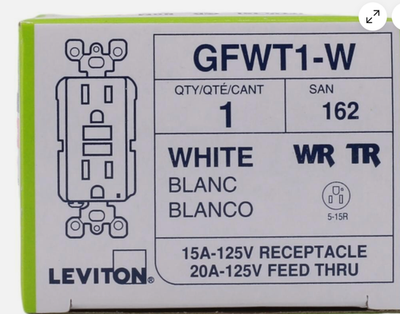 GFWT1-W
QTY/QTÉ/CANT
1
SAN
162
WHITE
BLANC
BLANCO
WR TR
5-15R
15A-125V RECEPTACLE
20A-125V FEED THRU
LEVITON®